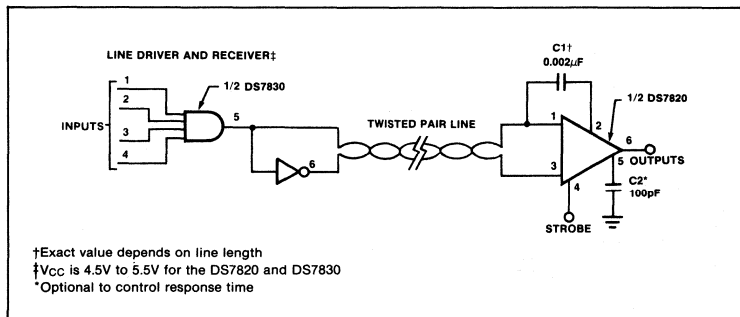 LINE DRIVER AND RECEIVER‡
1/2 DS7830
INPUTS
1
2
3
4
5
6
TWISTED PAIR LINE
C1†
0.002µF
1/2 DS7820
1
2
3
4
5
6
OUTPUTS
C2*
100pF
STROBE
†Exact value depends on line length
‡VCC is 4.5V to 5.5V for the DS7820 and DS7830
*Optional to control response time